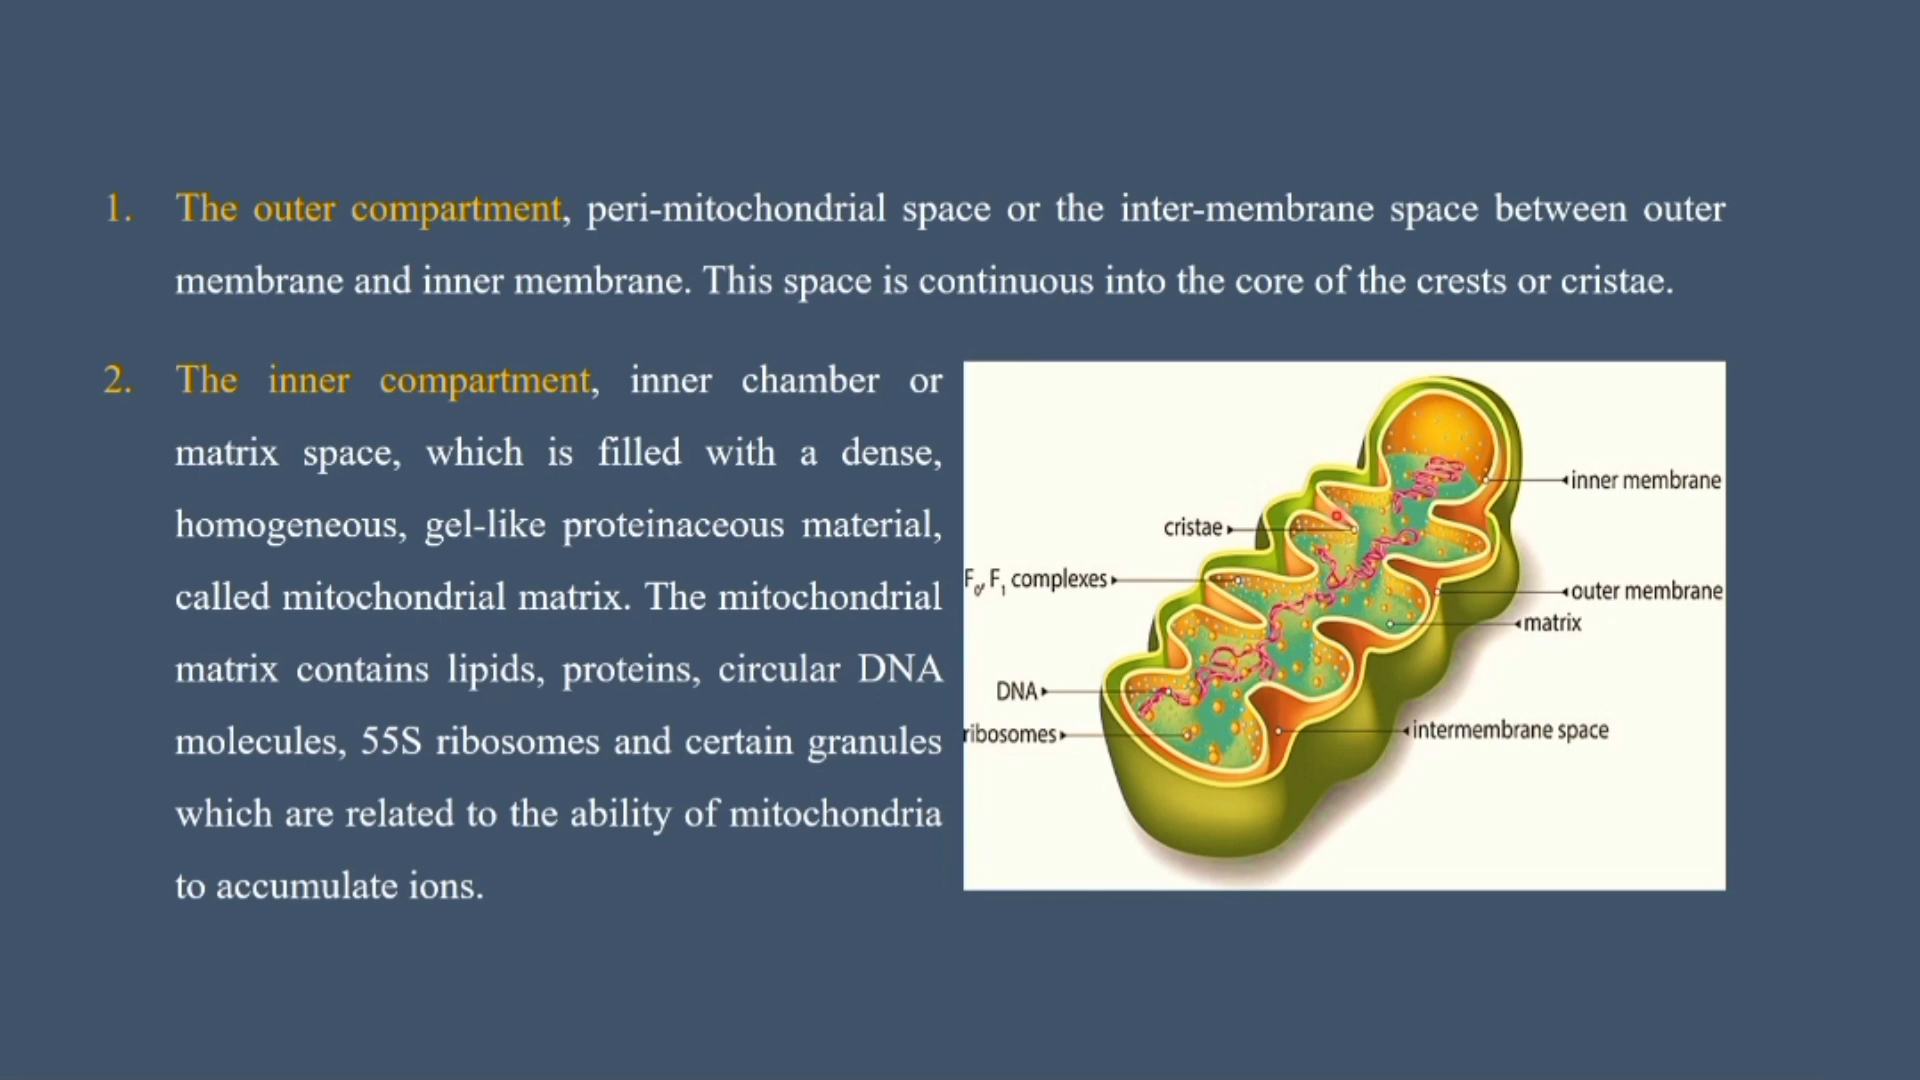 1. The outer compartment, peri-mitochondrial space or the inter-membrane space between outer
membrane and inner membrane. This space is continuous into the core of the crests or cristae.
2. The inner compartment, inner chamber or
matrix space, which is filled with a dense,
homogeneous, gel-like proteinaceous material,
called mitochondrial matrix. The mitochondrial
matrix contains lipids, proteins, circular DNA
molecules, 55S ribosomes and certain granules
which are related to the ability of mitochondria
to accumulate ions.
inner membrane
cristae
F₀, F₁ complexes
outer membrane
matrix
DNA
ribosomes
intermembrane space